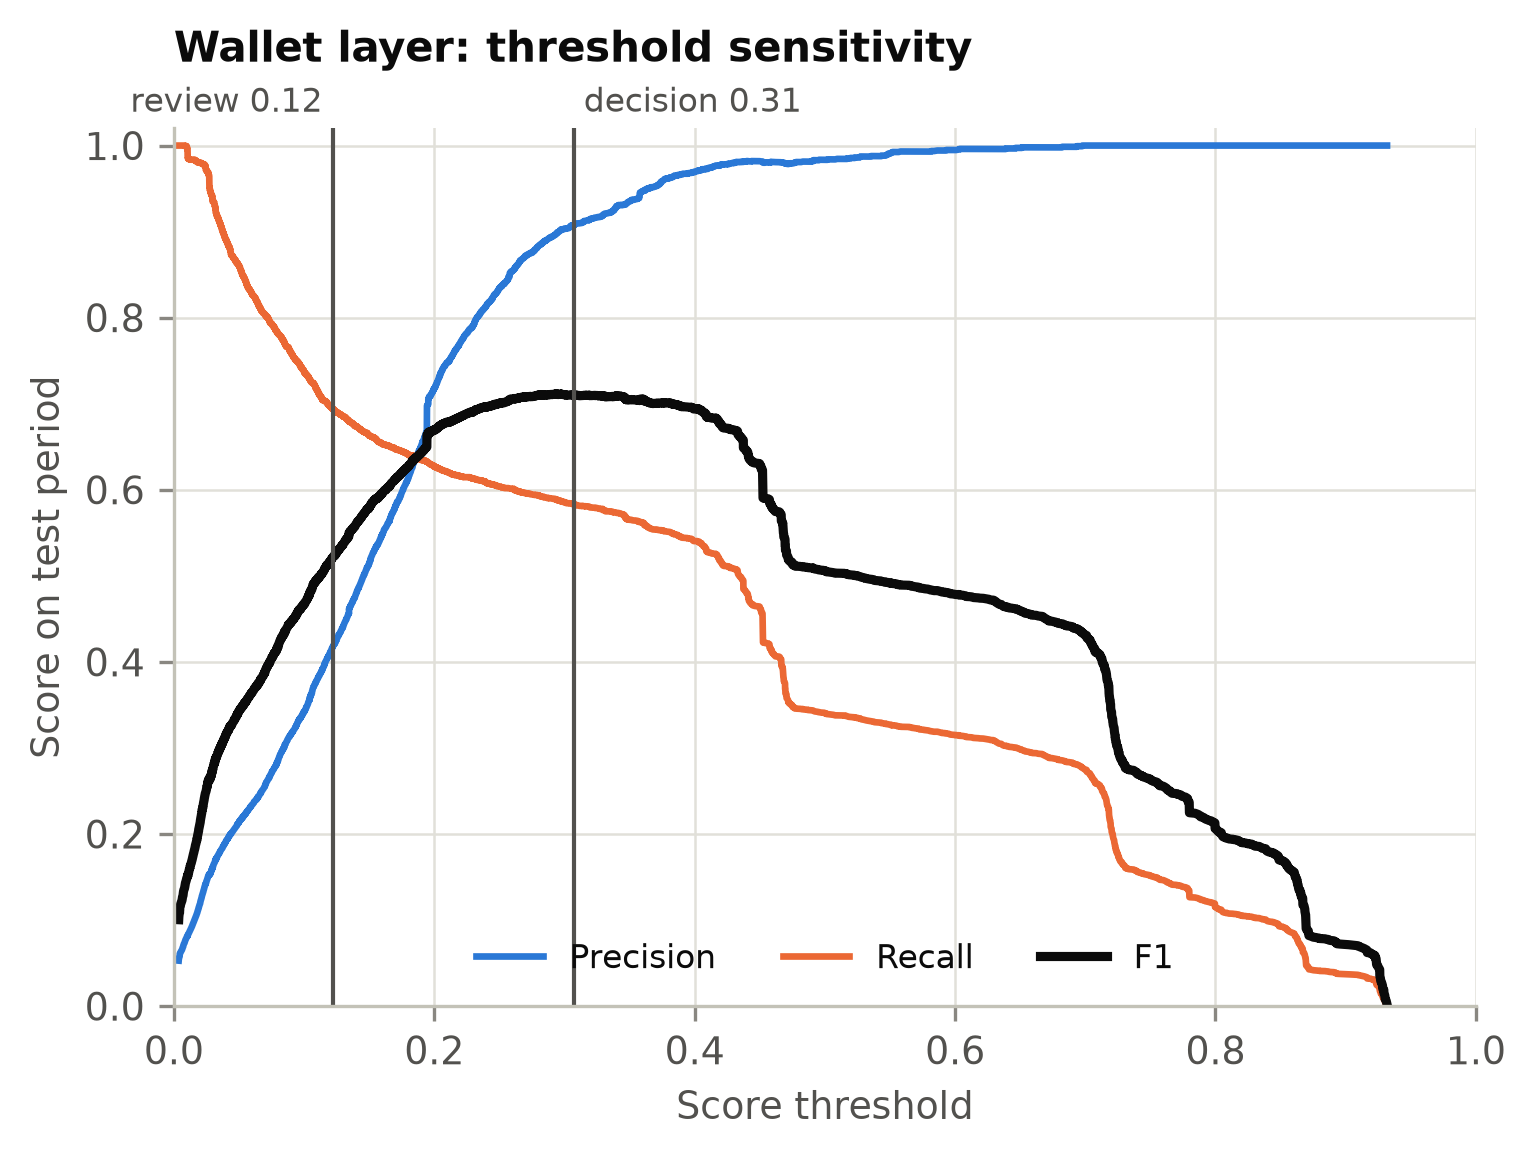 Wallet layer: threshold sensitivity
review 0.12
decision 0.31
1.0
0.8
0.6
0.4
0.2
0.0
Score on test period
Precision
Recall
F1
0.0
0.2
0.4
0.6
0.8
1.0
Score threshold